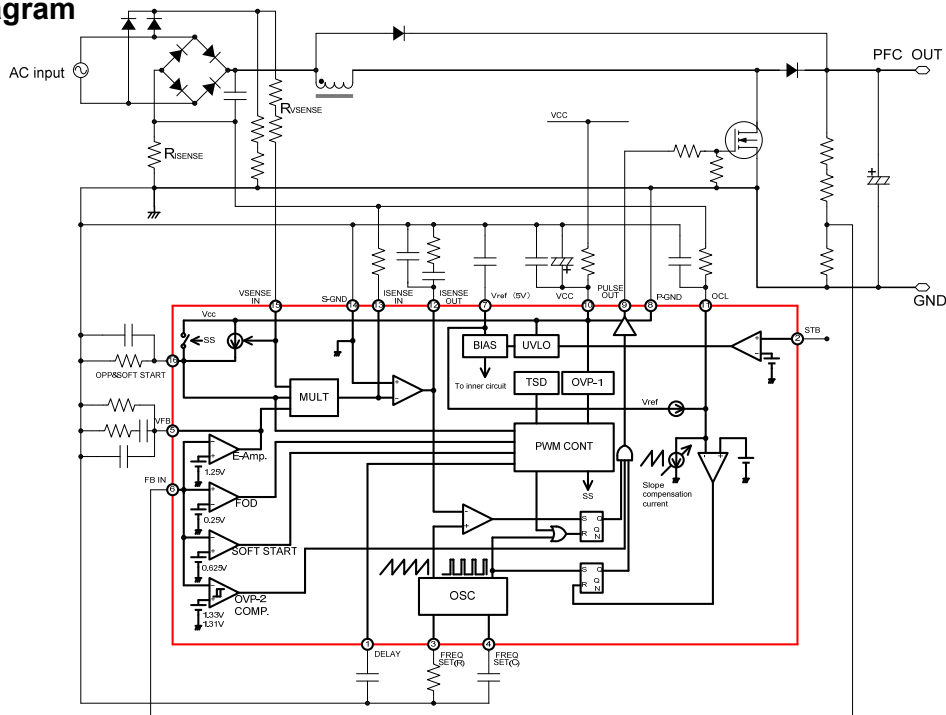 agram
AC input
PFC OUT
RVSENSE
RISENSE
VCC
GND
VSENSE IN
S-GND
ISENSE IN
ISENSE OUT
Vref (5V)
VCC
PULSE OUT
P-GND
OCL
15
14
13
12
7
10
9
8
11
Vcc
SS
16
OPP&SOFT START
BIAS
UVLO
STB
2
To inner circuit
TSD
OVP-1
MULT
Vref
VFB
5
PWM CONT
E-Amp.
1.25V
Slope compensation current
FB IN
6
FOD
0.25V
SS
S
Q
R
Q
N
SOFT START
0.625V
OVP-2 COMP.
1.33V
1.31V
OSC
S
Q
R
Q
N
1
DELAY
3
FREQ SET(R)
4
FREQ SET(C)